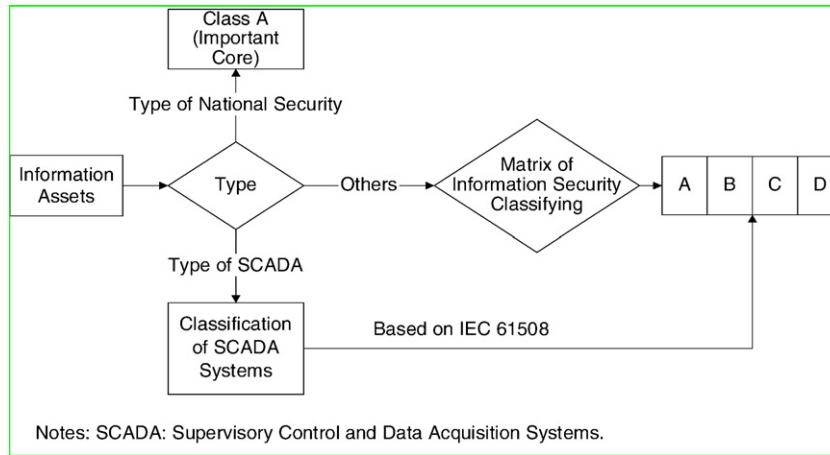 Class A
(Important
Core)
Type of National Security
Information
Assets
Type
Others
Matrix of
Information Security
Classifying
A B C D
Type of SCADA
Classification
of SCADA
Systems
Based on IEC 61508
Notes: SCADA: Supervisory Control and Data Acquisition Systems.